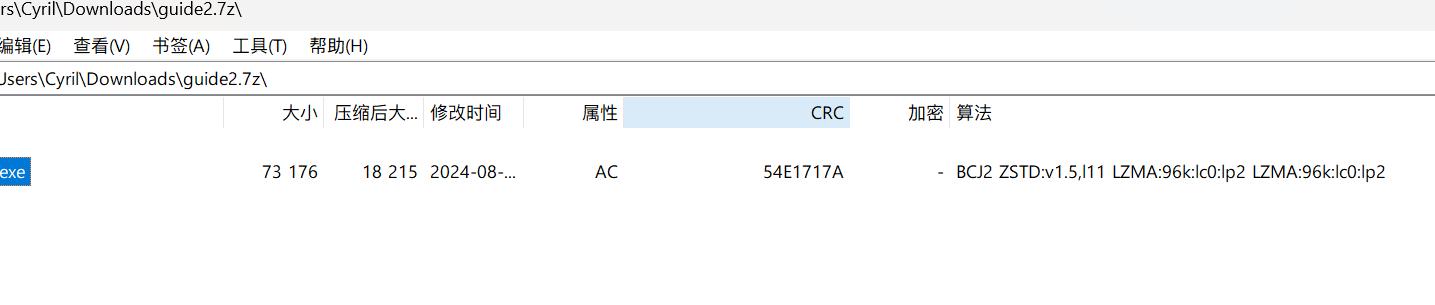 rs\Cyril\Downloads\guide2.7z\
编辑(E) 查看(V) 书签(A) 工具(T) 帮助(H)
Users\Cyril\Downloads\guide2.7z\
大小 压缩后大... 修改时间 属性 CRC 加密 算法
exe 73 176 18 215 2024-08-... AC 54E1717A - BCJ2 ZSTD:v1.5,l11 LZMA:96k:lc0:lp2 LZMA:96k:lc0:lp2